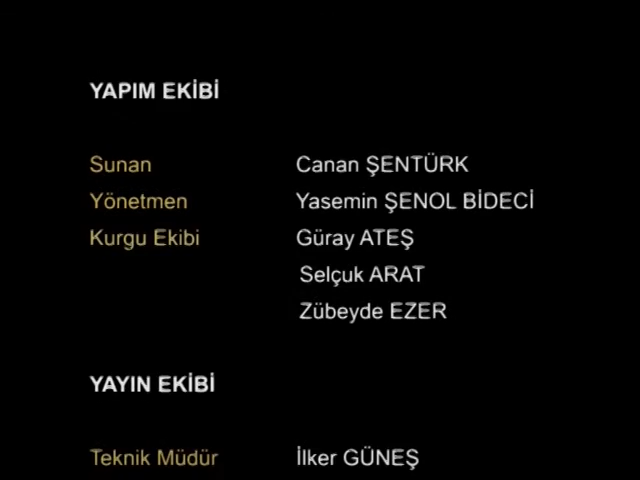 YAPIM EKİBİ
Sunan Canan ŞENTÜRK
Yönetmen Yasemin ŞENOL BİDECİ
Kurgu Ekibi Güray ATEŞ
Selçuk ARAT
Zübeyde EZER
YAYIN EKİBİ
Teknik Müdür İlker GÜNEŞ